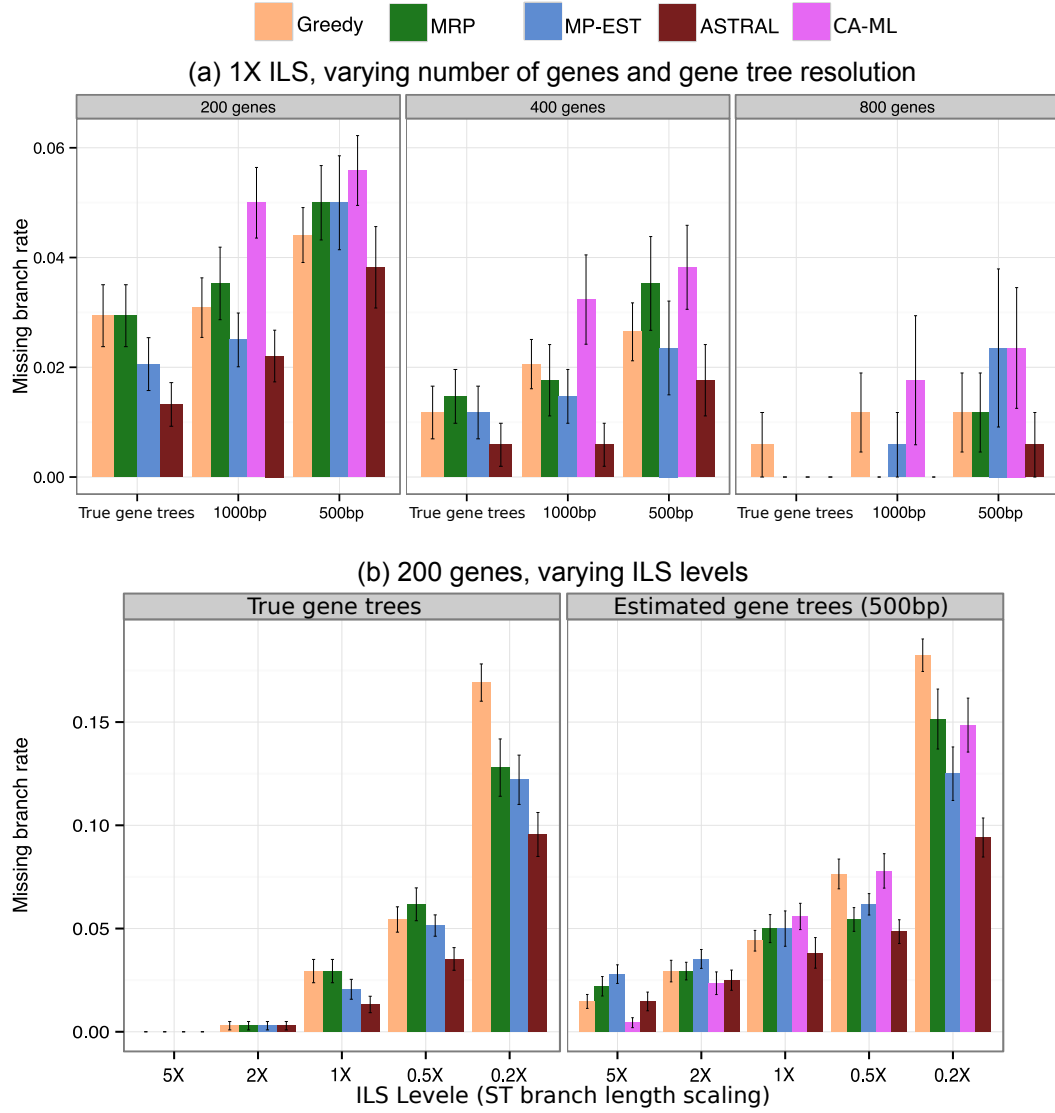 Greedy MRP MP-EST ASTRAL CA-ML
(a) 1X ILS, varying number of genes and gene tree resolution
200 genes 400 genes 800 genes
Missing branch rate
0.06
0.04
0.02
0.00
True gene trees 1000bp 500bp True gene trees 1000bp 500bp True gene trees 1000bp 500bp
(b) 200 genes, varying ILS levels
True gene trees Estimated gene trees (500bp)
Missing branch rate
0.15
0.10
0.05
0.00
5X 2X 1X 0.5X 0.2X 5X 2X 1X 0.5X 0.2X
ILS Levele (ST branch length scaling)